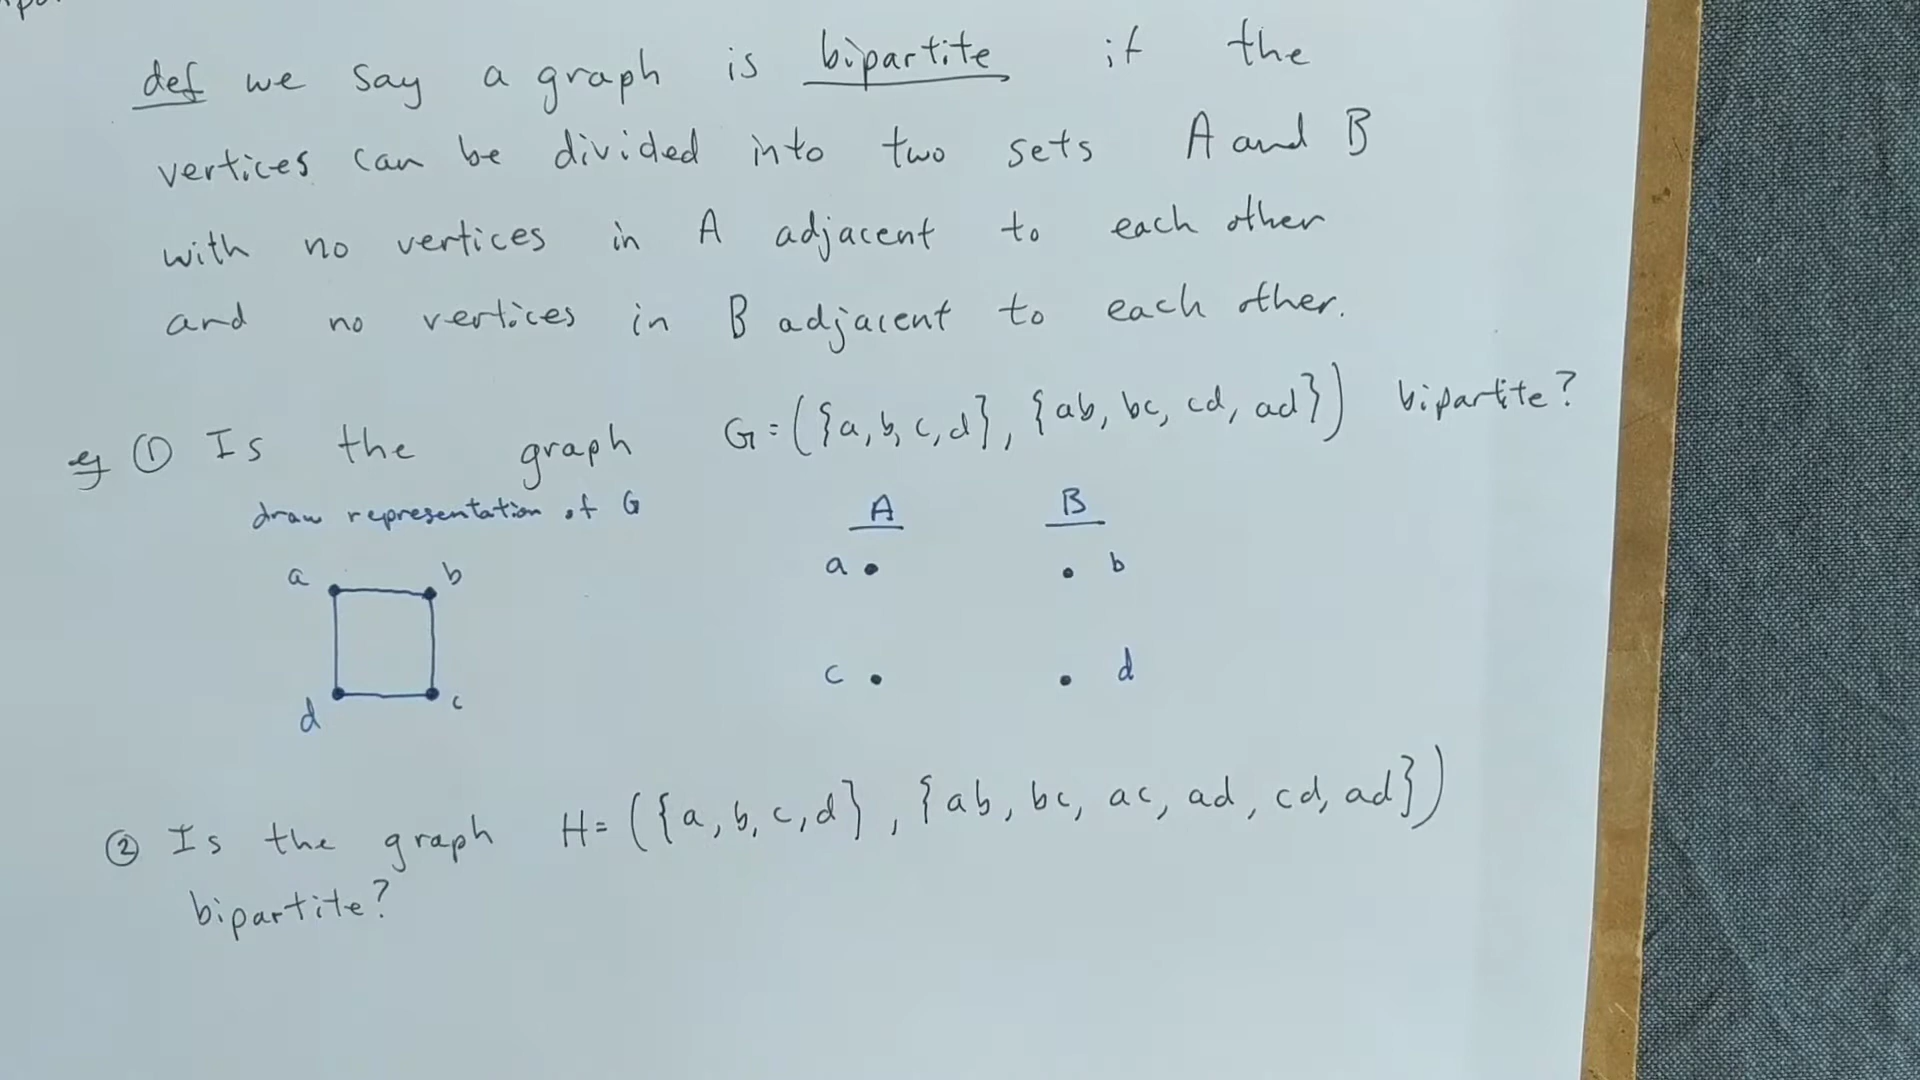 def we say a graph is bipartite if the
vertices can be divided into two sets A and B
with no vertices in A adjacent to each other
and no vertices in B adjacent to each other.
eg ① Is the graph G = ({a, b, c, d}, {ab, bc, cd, ad}) bipartite?
draw representation of G
A B
a b
a b
c d
d c
② Is the graph H = ({a, b, c, d}, {ab, bc, ac, ad, cd, ad})
bipartite?